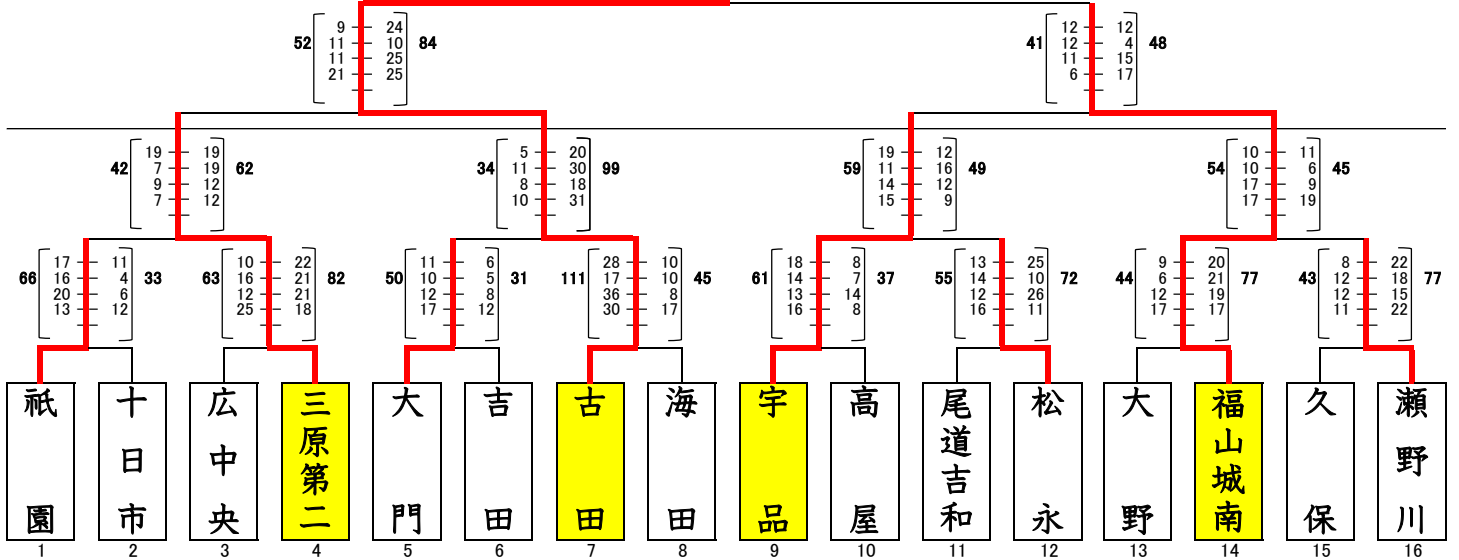 9 24
52 11 10 84
11 25
21 25
12 12
41 12 4 48
11 15
6 17
19 19
42 7 19 62
9 12
7 12
5 20
34 11 30 99
8 18
10 31
19 12
59 11 16 49
14 12
15 9
10 11
54 10 6 45
17 9
17 19
17 11
66 16 4 33
20 6
13 12
10 22
63 16 21 82
12 21
25 18
11 6
50 10 5 31
12 8
17 12
28 10
111 17 10 45
36 8
30 17
18 8
61 14 7 37
13 14
16 8
13 25
55 14 10 72
12 26
16 11
9 20
44 6 21 77
12 19
17 17
8 22
43 12 18 77
12 15
11 22
祇園
十日市
広中央
三原第二
大門
吉田
古田
海田
宇品
高屋
尾道吉和
松永
大野
福山城南
久保
瀬野川
1 2 3 4 5 6 7 8 9 10 11 12 13 14 15 16